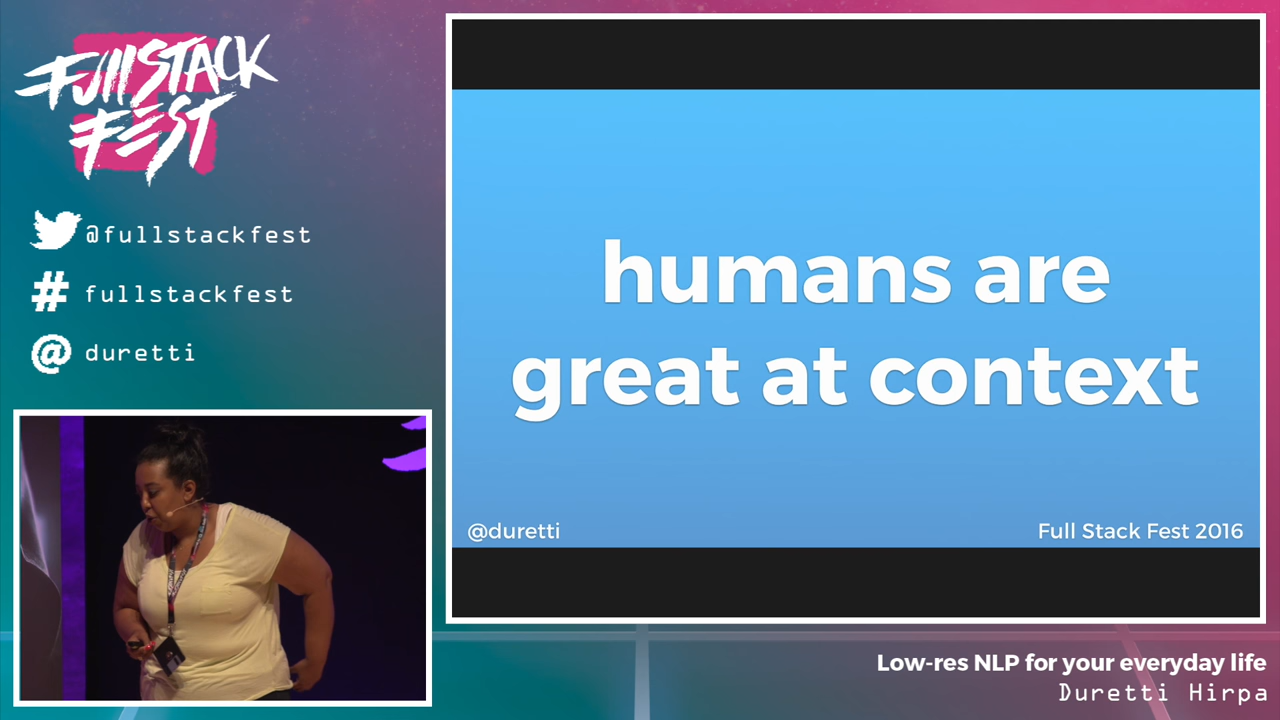 FullSTACK
FEST
@fullstackfest
# fullstackfest
@ duretti
humans are
great at context
@duretti
Full Stack Fest 2016
Low-res NLP for your everyday life
Duretti Hirpa